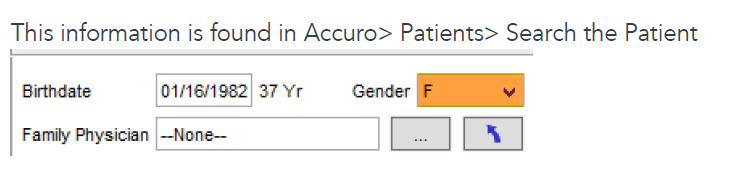 This information is found in Accuro> Patients> Search the Patient
Birthdate 01/16/1982 37 Yr Gender F
Family Physician --None-- ...